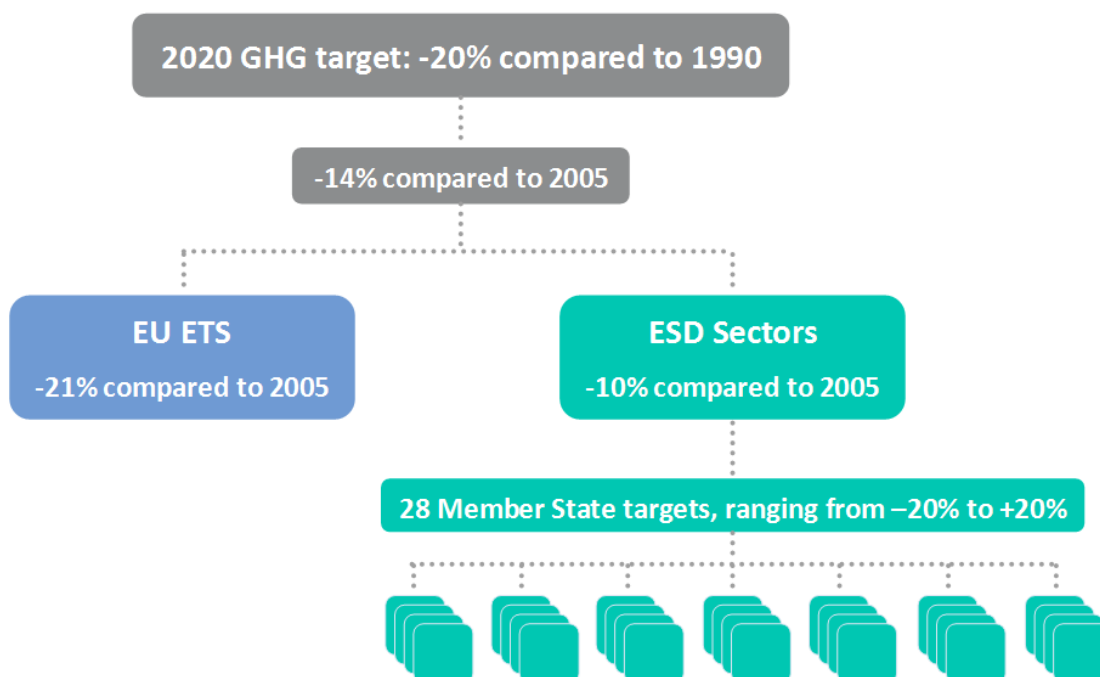 2020 GHG target: -20% compared to 1990
-14% compared to 2005
EU ETS
-21% compared to 2005
ESD Sectors
-10% compared to 2005
28 Member State targets, ranging from –20% to +20%